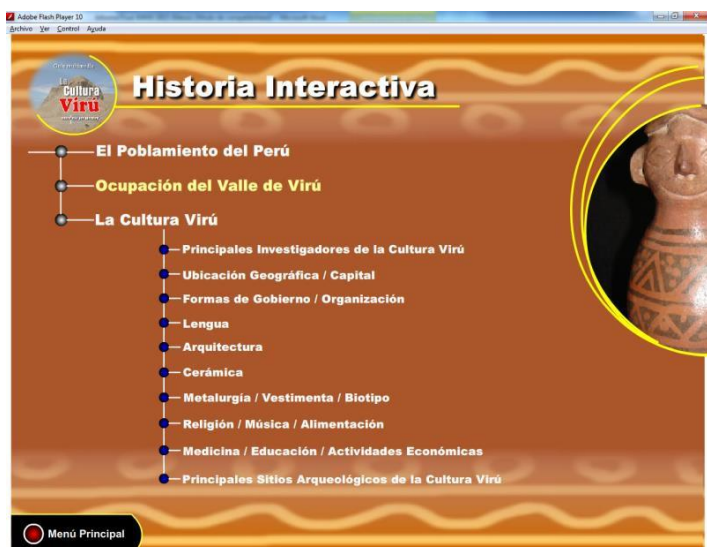 Adobe Flash Player 10
Archivo Ver Control Ayuda
La
Cultura
Virú
Historia Interactiva
El Poblamiento del Perú
Ocupación del Valle de Virú
La Cultura Virú
Principales Investigadores de la Cultura Virú
Ubicación Geográfica / Capital
Formas de Gobierno / Organización
Lengua
Arquitectura
Cerámica
Metalurgía / Vestimenta / Biotipo
Religión / Música / Alimentación
Medicina / Educación / Actividades Económicas
Principales Sitios Arqueológicos de la Cultura Virú
Menú Principal